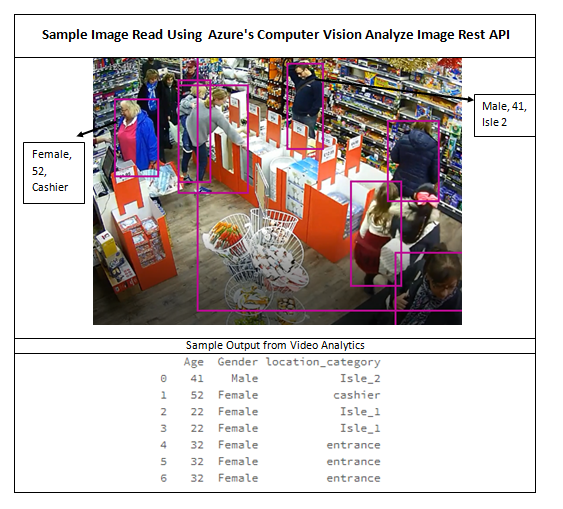 Sample Image Read Using Azure's Computer Vision Analyze Image Rest API
Male, 41,
Isle 2
Female,
52,
Cashier
Sample Output from Video Analytics
Age Gender location_category
0 41 Male Isle_2
1 52 Female cashier
2 22 Female Isle_1
3 22 Female Isle_1
4 32 Female entrance
5 32 Female entrance
6 32 Female entrance